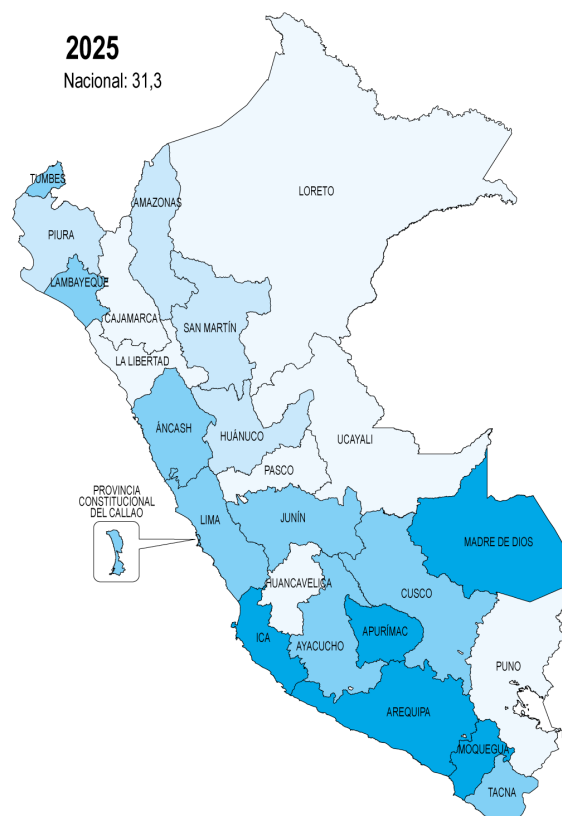 2025
Nacional: 31,3
LORETO
TUMBES
AMAZONAS
PIURA
LAMBAYEQUE
CAJAMARCA
SAN MARTÍN
LA LIBERTAD
ÁNCASH
HUÁNUCO
UCAYALI
PASCO
PROVINCIA
CONSTITUCIONAL
DEL CALLAO
LIMA
JUNÍN
MADRE DE DIOS
HUANCAVELICA
CUSCO
ICA
AYACUCHO
APURÍMAC
PUNO
AREQUIPA
MOQUEGUA
TACNA